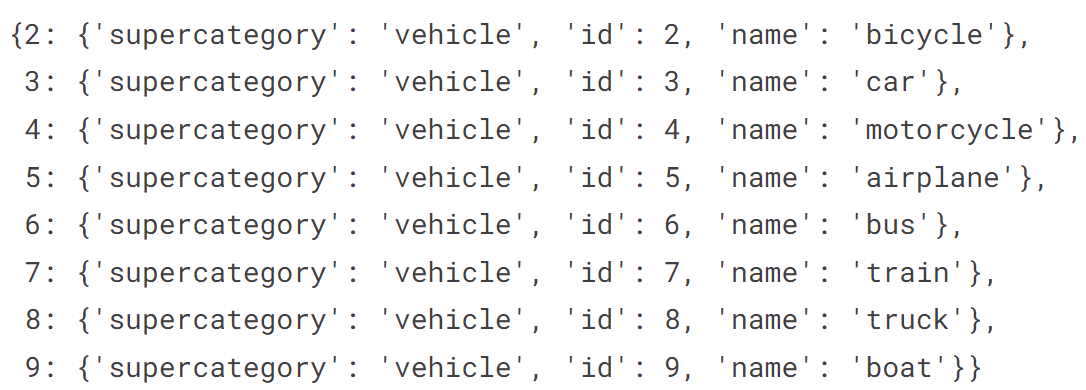 {2: {'supercategory': 'vehicle', 'id': 2, 'name': 'bicycle'},
 3: {'supercategory': 'vehicle', 'id': 3, 'name': 'car'},
 4: {'supercategory': 'vehicle', 'id': 4, 'name': 'motorcycle'},
 5: {'supercategory': 'vehicle', 'id': 5, 'name': 'airplane'},
 6: {'supercategory': 'vehicle', 'id': 6, 'name': 'bus'},
 7: {'supercategory': 'vehicle', 'id': 7, 'name': 'train'},
 8: {'supercategory': 'vehicle', 'id': 8, 'name': 'truck'},
 9: {'supercategory': 'vehicle', 'id': 9, 'name': 'boat'}}